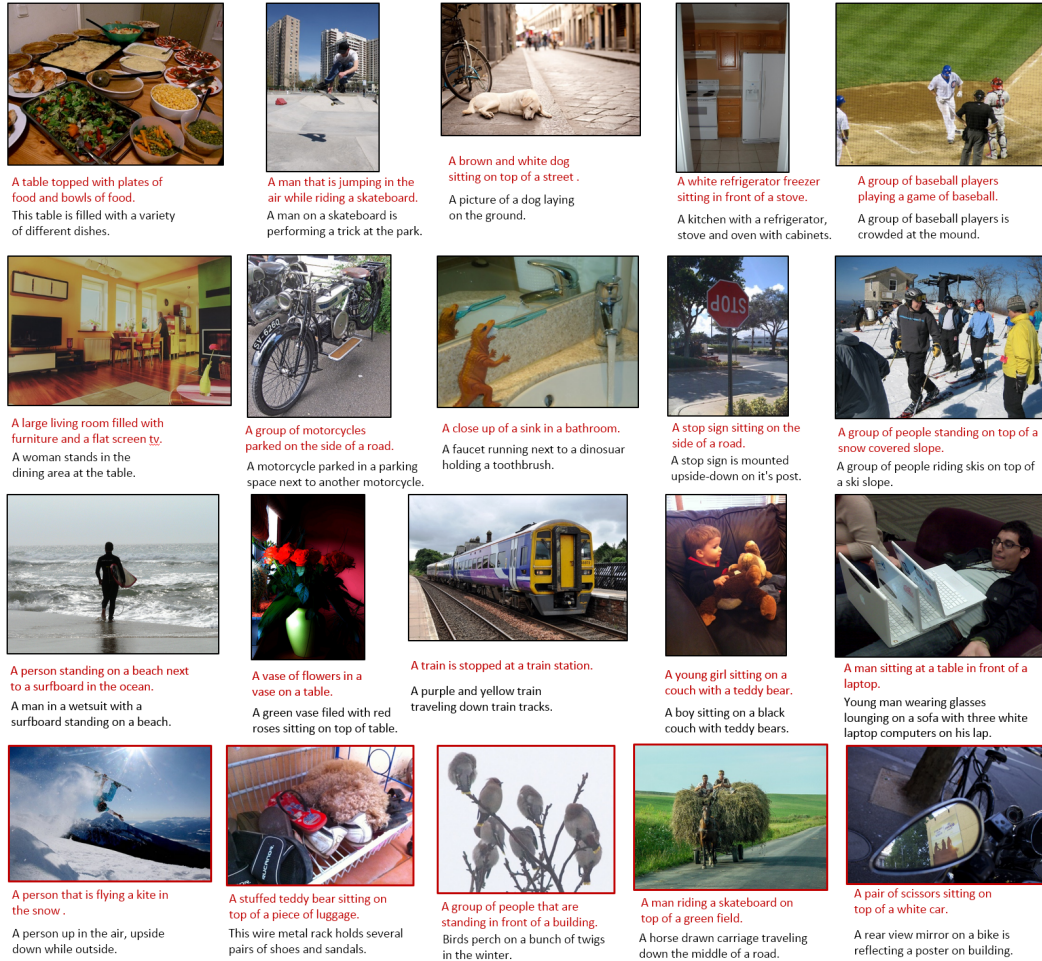 A table topped with plates of
food and bowls of food.
This table is filled with a variety
of different dishes.
A man that is jumping in the
air while riding a skateboard.
A man on a skateboard is
performing a trick at the park.
A brown and white dog
sitting on top of a street .
A picture of a dog laying
on the ground.
A white refrigerator freezer
sitting in front of a stove.
A kitchen with a refrigerator,
stove and oven with cabinets.
A group of baseball players
playing a game of baseball.
A group of baseball players is
crowded at the mound.
SV-6260
STOP
A large living room filled with
furniture and a flat screen tv.
A woman stands in the
dining area at the table.
A group of motorcycles
parked on the side of a road.
A motorcycle parked in a parking
space next to another motorcycle.
A close up of a sink in a bathroom.
A faucet running next to a dinosuar
holding a toothbrush.
A stop sign sitting on the
side of a road.
A stop sign is mounted
upside-down on it's post.
A group of people standing on top of a
snow covered slope.
A group of people riding skis on top of
a ski slope.
A person standing on a beach next
to a surfboard in the ocean.
A man in a wetsuit with a
surfboard standing on a beach.
A vase of flowers in a
vase on a table.
A green vase filed with red
roses sitting on top of table.
A train is stopped at a train station.
A purple and yellow train
traveling down train tracks.
A young girl sitting on a
couch with a teddy bear.
A boy sitting on a black
couch with teddy bears.
A man sitting at a table in front of a
laptop.
Young man wearing glasses
lounging on a sofa with three white
laptop computers on his lap.
A person that is flying a kite in
the snow .
A person up in the air, upside
down while outside.
A stuffed teddy bear sitting on
top of a piece of luggage.
This wire metal rack holds several
pairs of shoes and sandals.
A group of people that are
standing in front of a building.
Birds perch on a bunch of twigs
in the winter.
A man riding a skateboard on
top of a green field.
A horse drawn carriage traveling
down the middle of a road.
A pair of scissors sitting on
top of a white car.
A rear view mirror on a bike is
reflecting a poster on building.